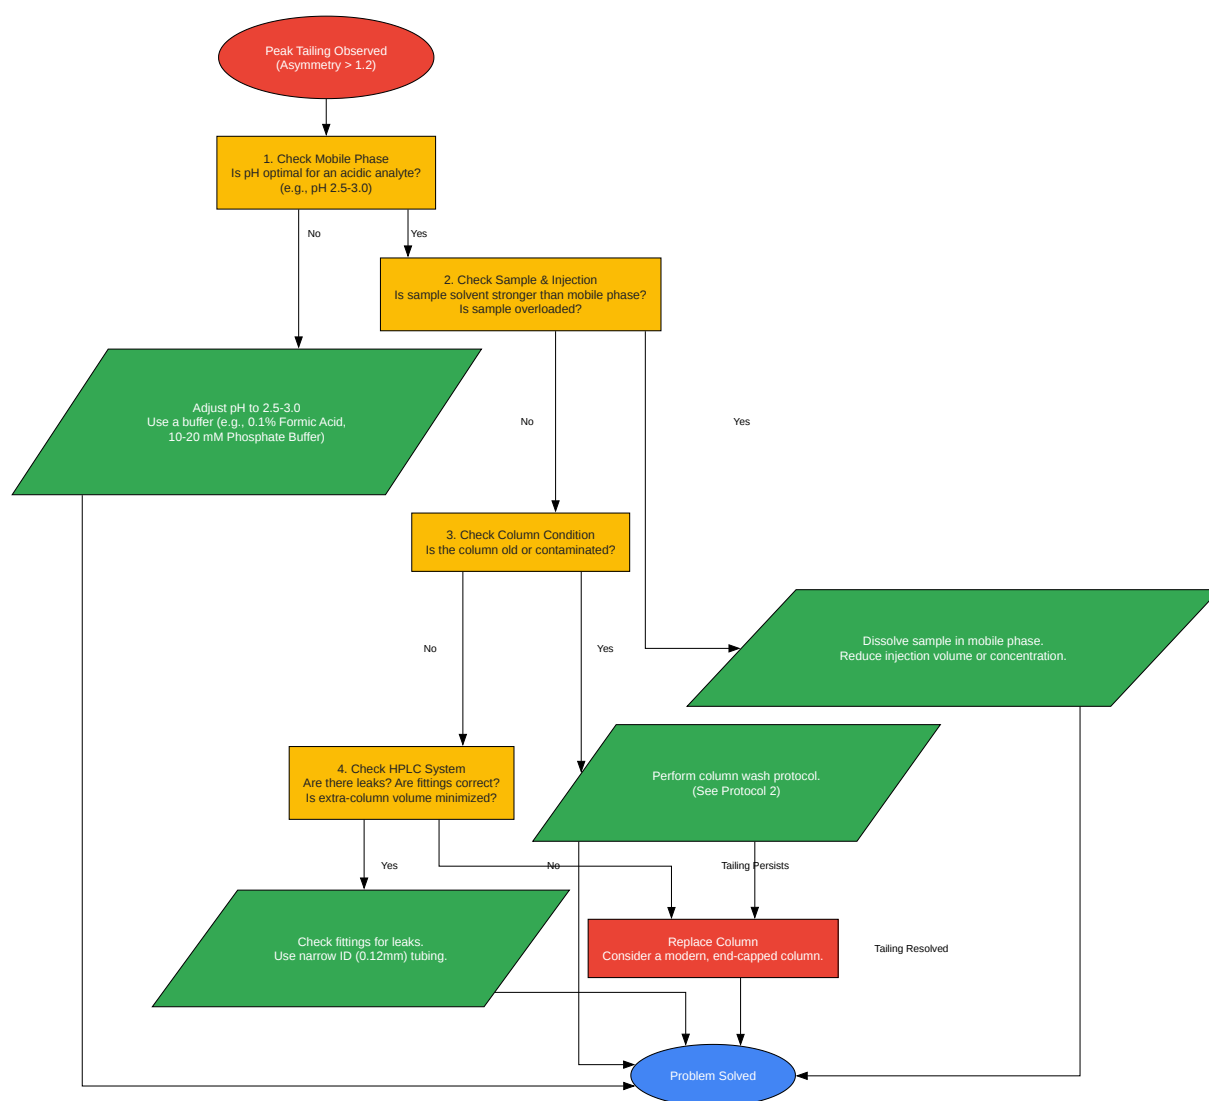 Peak Tailing Observed
(Asymmetry > 1.2)
1. Check Mobile Phase
Is pH optimal for an acidic analyte?
(e.g., pH 2.5-3.0)
No
Yes
2. Check Sample & Injection
Is sample solvent stronger than mobile phase?
Is sample overloaded?
Adjust pH to 2.5-3.0
Use a buffer (e.g., 0.1% Formic Acid,
10-20 mM Phosphate Buffer)
No
Yes
3. Check Column Condition
Is the column old or contaminated?
No
Yes
Dissolve sample in mobile phase.
Reduce injection volume or concentration.
4. Check HPLC System
Are there leaks? Are fittings correct?
Is extra-column volume minimized?
Perform column wash protocol.
(See Protocol 2)
Yes
No
Tailing Persists
Check fittings for leaks.
Use narrow ID (0.12mm) tubing.
Replace Column
Consider a modern, end-capped column.
Tailing Resolved
Problem Solved